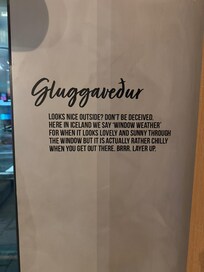 Gluggaveður
LOOKS NICE OUTSIDE? DON'T BE DECEIVED.
HERE IN ICELAND WE SAY 'WINDOW WEATHER'
FOR WHEN IT LOOKS LOVELY AND SUNNY THROUGH
THE WINDOW BUT IT IS ACTUALLY RATHER CHILLY
WHEN YOU GET OUT THERE. BRRR. LAYER UP.